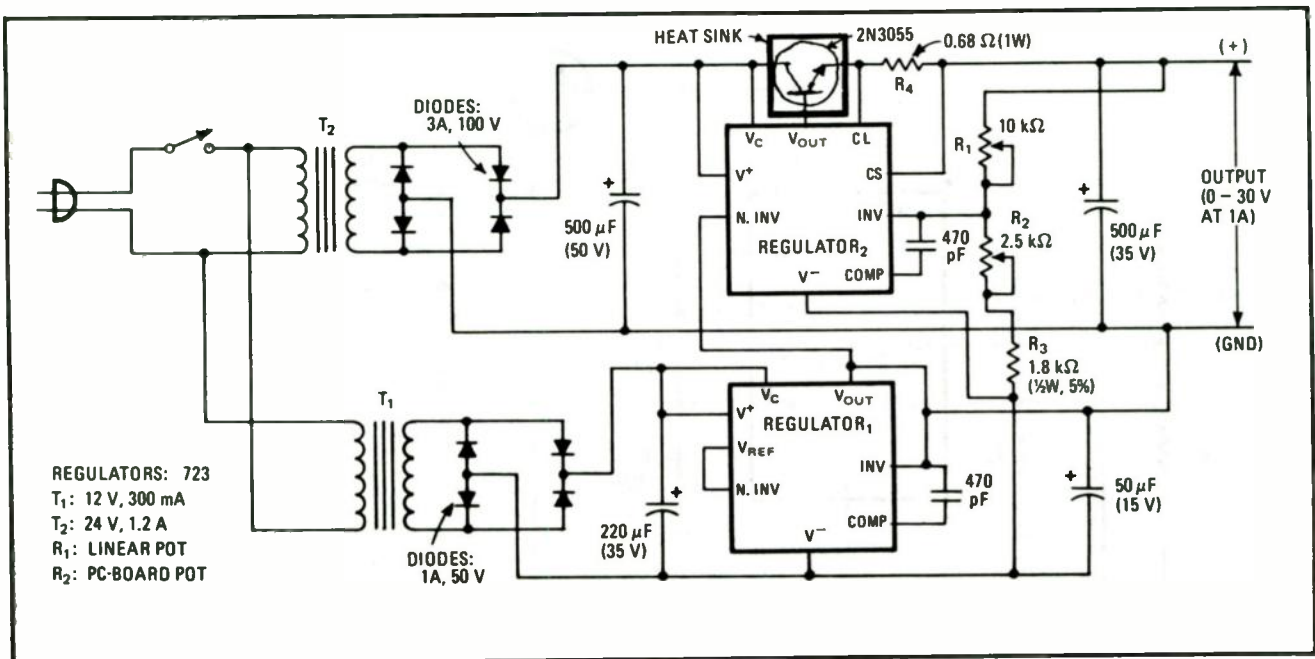 HEAT SINK
2N3055
0.68 Ω (1W)
R4
(+)
DIODES:
3A, 100 V
T2
500 μF
(50 V)
VC
VOUT
CL
V+
CS
N. INV
INV
REGULATOR2
V−
COMP
470
pF
R1
10 kΩ
R2
2.5 kΩ
500 μF
(35 V)
OUTPUT
(0 – 30 V
AT 1A)
(GND)
R3
1.8 kΩ
(½W, 5%)
T1
VC
VOUT
V+
REGULATOR1
VREF
N. INV
INV
COMP
V−
470
pF
220 μF
(35 V)
50 μF
(15 V)
DIODES:
1A, 50 V
REGULATORS: 723
T1: 12 V, 300 mA
T2: 24 V, 1.2 A
R1: LINEAR POT
R2: PC-BOARD POT